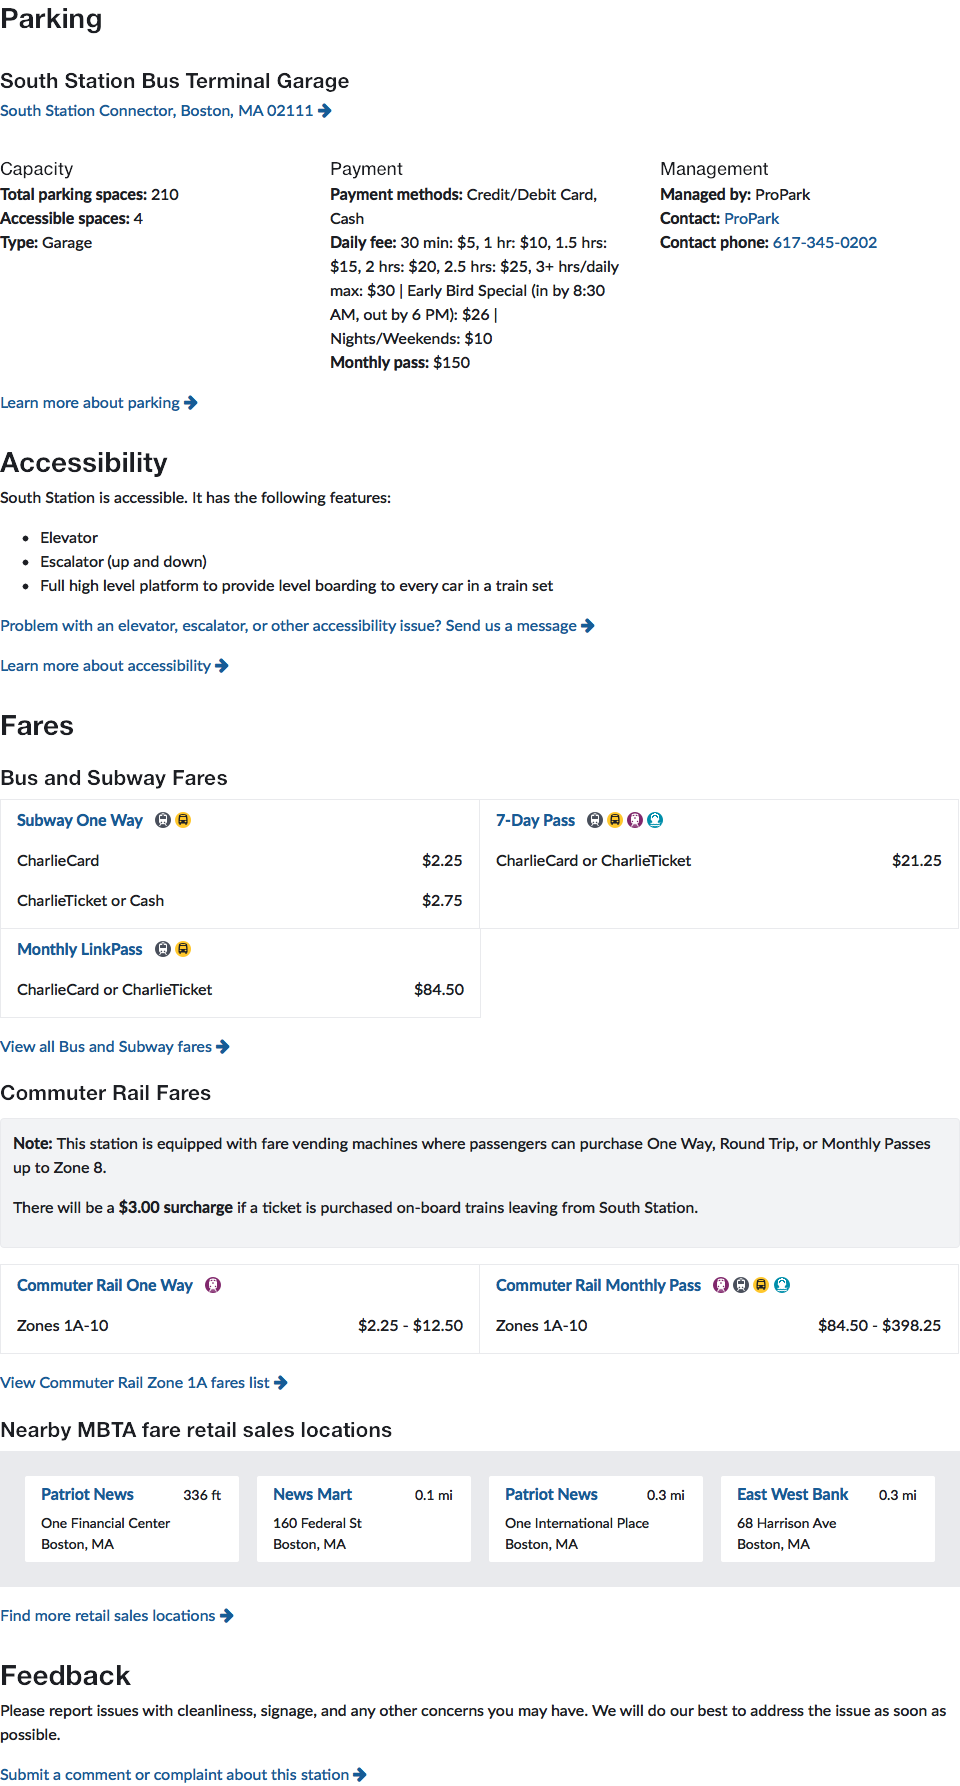 Parking
South Station Bus Terminal Garage
South Station Connector, Boston, MA 02111
Capacity
Total parking spaces: 210
Accessible spaces: 4
Type: Garage
Payment
Payment methods: Credit/Debit Card,
Cash
Daily fee: 30 min: $5, 1 hr: $10, 1.5 hrs:
$15, 2 hrs: $20, 2.5 hrs: $25, 3+ hrs/daily
max: $30 | Early Bird Special (in by 8:30
AM, out by 6 PM): $26 |
Nights/Weekends: $10
Monthly pass: $150
Management
Managed by: ProPark
Contact: ProPark
Contact phone: 617-345-0202
Learn more about parking
Accessibility
South Station is accessible. It has the following features:
• Elevator
• Escalator (up and down)
• Full high level platform to provide level boarding to every car in a train set
Problem with an elevator, escalator, or other accessibility issue? Send us a message
Learn more about accessibility
Fares
Bus and Subway Fares
Subway One Way
CharlieCard $2.25
CharlieTicket or Cash $2.75
7-Day Pass
CharlieCard or CharlieTicket $21.25
Monthly LinkPass
CharlieCard or CharlieTicket $84.50
View all Bus and Subway fares
Commuter Rail Fares
Note: This station is equipped with fare vending machines where passengers can purchase One Way, Round Trip, or Monthly Passes
up to Zone 8.
There will be a $3.00 surcharge if a ticket is purchased on-board trains leaving from South Station.
Commuter Rail One Way
Zones 1A-10 $2.25 - $12.50
Commuter Rail Monthly Pass
Zones 1A-10 $84.50 - $398.25
View Commuter Rail Zone 1A fares list
Nearby MBTA fare retail sales locations
Patriot News 336 ft
One Financial Center
Boston, MA
News Mart 0.1 mi
160 Federal St
Boston, MA
Patriot News 0.3 mi
One International Place
Boston, MA
East West Bank 0.3 mi
68 Harrison Ave
Boston, MA
Find more retail sales locations
Feedback
Please report issues with cleanliness, signage, and any other concerns you may have. We will do our best to address the issue as soon as
possible.
Submit a comment or complaint about this station